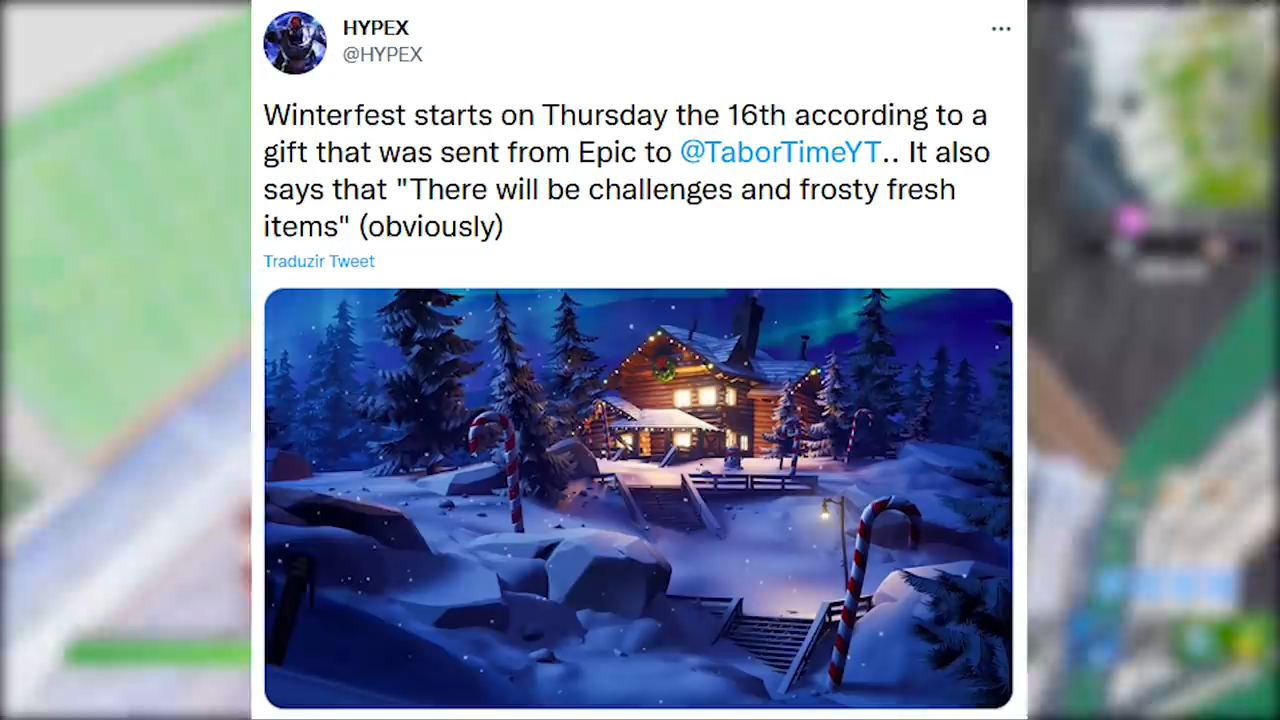 HYPEX
@HYPEX
Winterfest starts on Thursday the 16th according to a
gift that was sent from Epic to @TaborTimeYT.. It also
says that "There will be challenges and frosty fresh
items" (obviously)
Traduzir Tweet